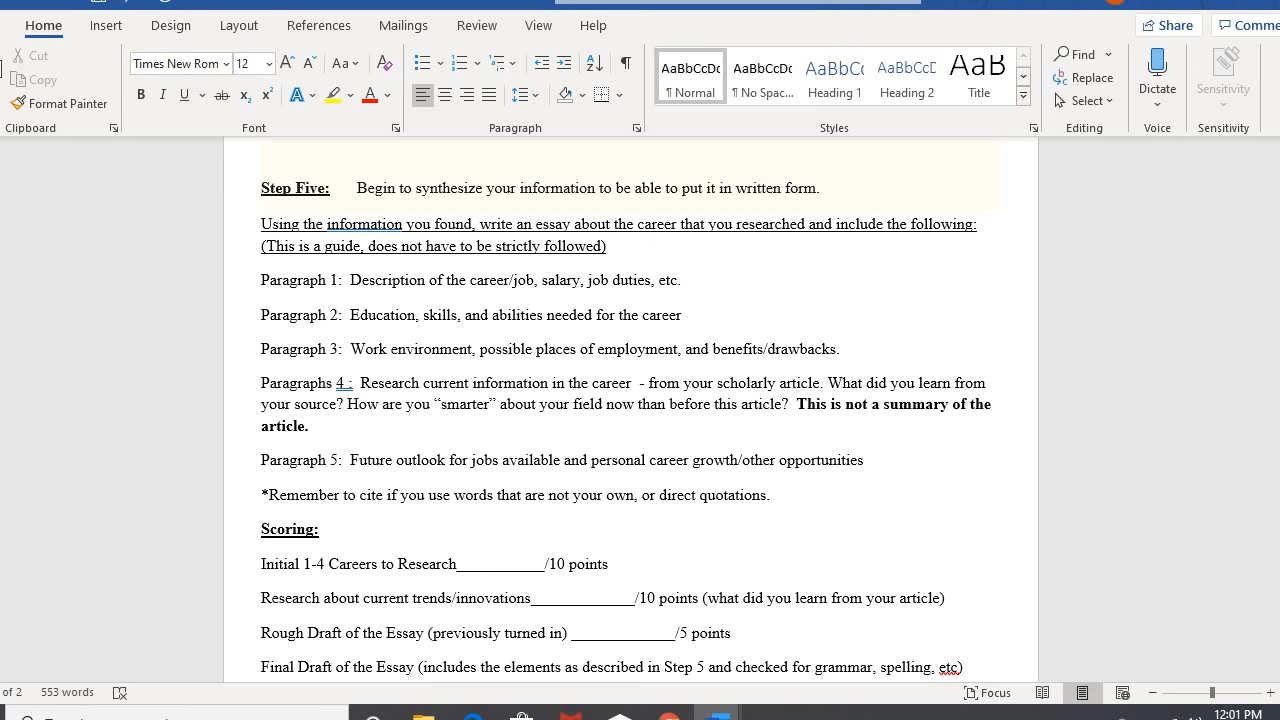 Home Insert Design Layout References Mailings Review View Help Share Comme
Cut
Copy
Format Painter
Times New Rom 12
Aa
B I U ab x₂ x² A A
AaBbCcDc AaBbCcDc AaBbCc AaBbCcD AaB
¶ Normal ¶ No Spac... Heading 1 Heading 2 Title
Find
Replace
Select
Dictate
Sensitivity
Clipboard Font Paragraph Styles Editing Voice Sensitivity
Step Five: Begin to synthesize your information to be able to put it in written form.
Using the information you found, write an essay about the career that you researched and include the following:
(This is a guide, does not have to be strictly followed)
Paragraph 1: Description of the career/job, salary, job duties, etc.
Paragraph 2: Education, skills, and abilities needed for the career
Paragraph 3: Work environment, possible places of employment, and benefits/drawbacks.
Paragraphs 4 : Research current information in the career - from your scholarly article. What did you learn from
your source? How are you “smarter” about your field now than before this article? This is not a summary of the
article.
Paragraph 5: Future outlook for jobs available and personal career growth/other opportunities
*Remember to cite if you use words that are not your own, or direct quotations.
Scoring:
Initial 1-4 Careers to Research___________/10 points
Research about current trends/innovations_____________/10 points (what did you learn from your article)
Rough Draft of the Essay (previously turned in) _____________/5 points
Final Draft of the Essay (includes the elements as described in Step 5 and checked for grammar, spelling, etc)
of 2 553 words Focus
12:01 PM